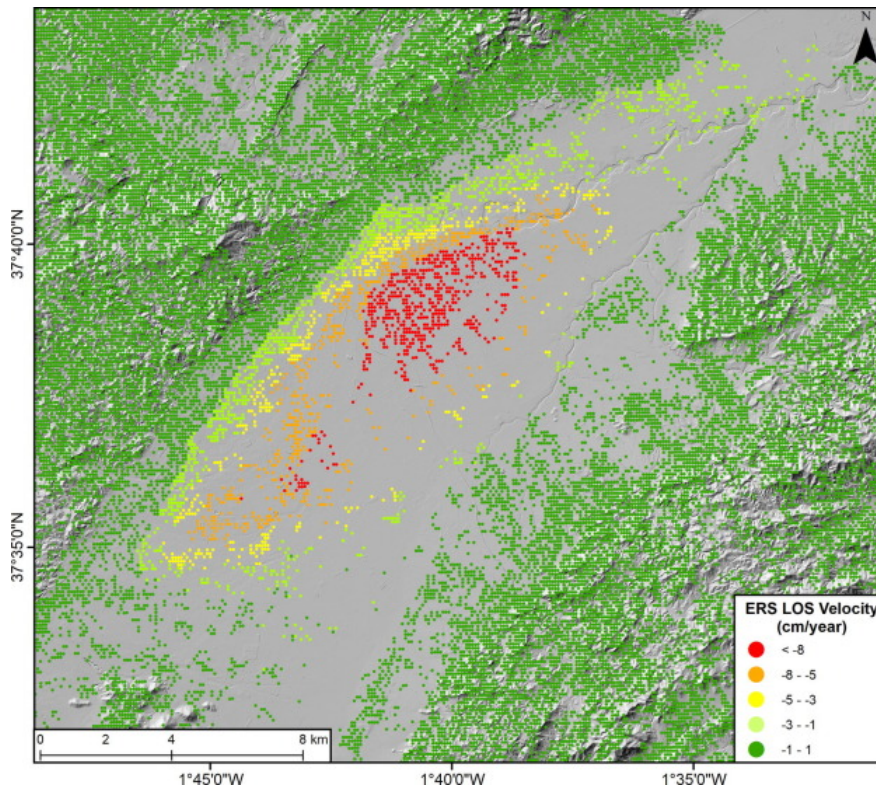 N
37°40'0"N
37°35'0"N
ERS LOS Velocity
(cm/year)
< -8
-8 - -5
-5 - -3
-3 - -1
-1 - 1
0 2 4 8 km
1°45'0"W 1°40'0"W 1°35'0"W